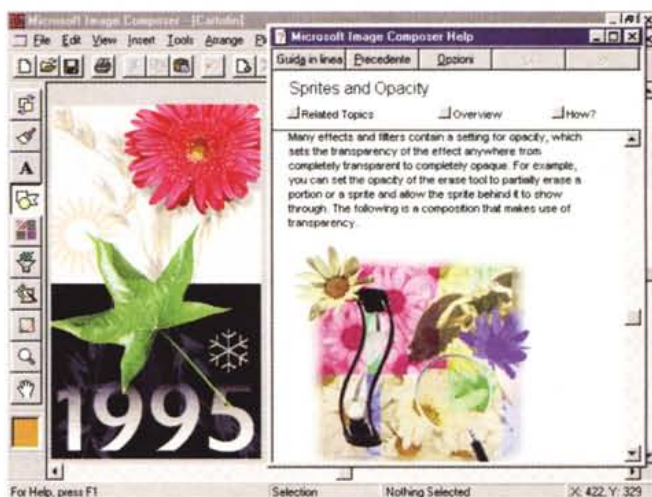 Microsoft Image Composer - [Cartolin]
File Edit View Insert Tools Arrange
Microsoft Image Composer Help
Guida in linea Precedente Opzioni
Sprites and Opacity
Related Topics Overview How?
Many effects and filters contain a setting for opacity, which
sets the transparency of the effect anywhere from
completely transparent to completely opaque. For example,
you can set the opacity of the erase tool to partially erase a
portion or a sprite and allow the sprite behind it to show
through. The following is a composition that makes use of
transparency.
A
1995
For Help, press F1 Selection Nothing Selected X: 422, Y: 329